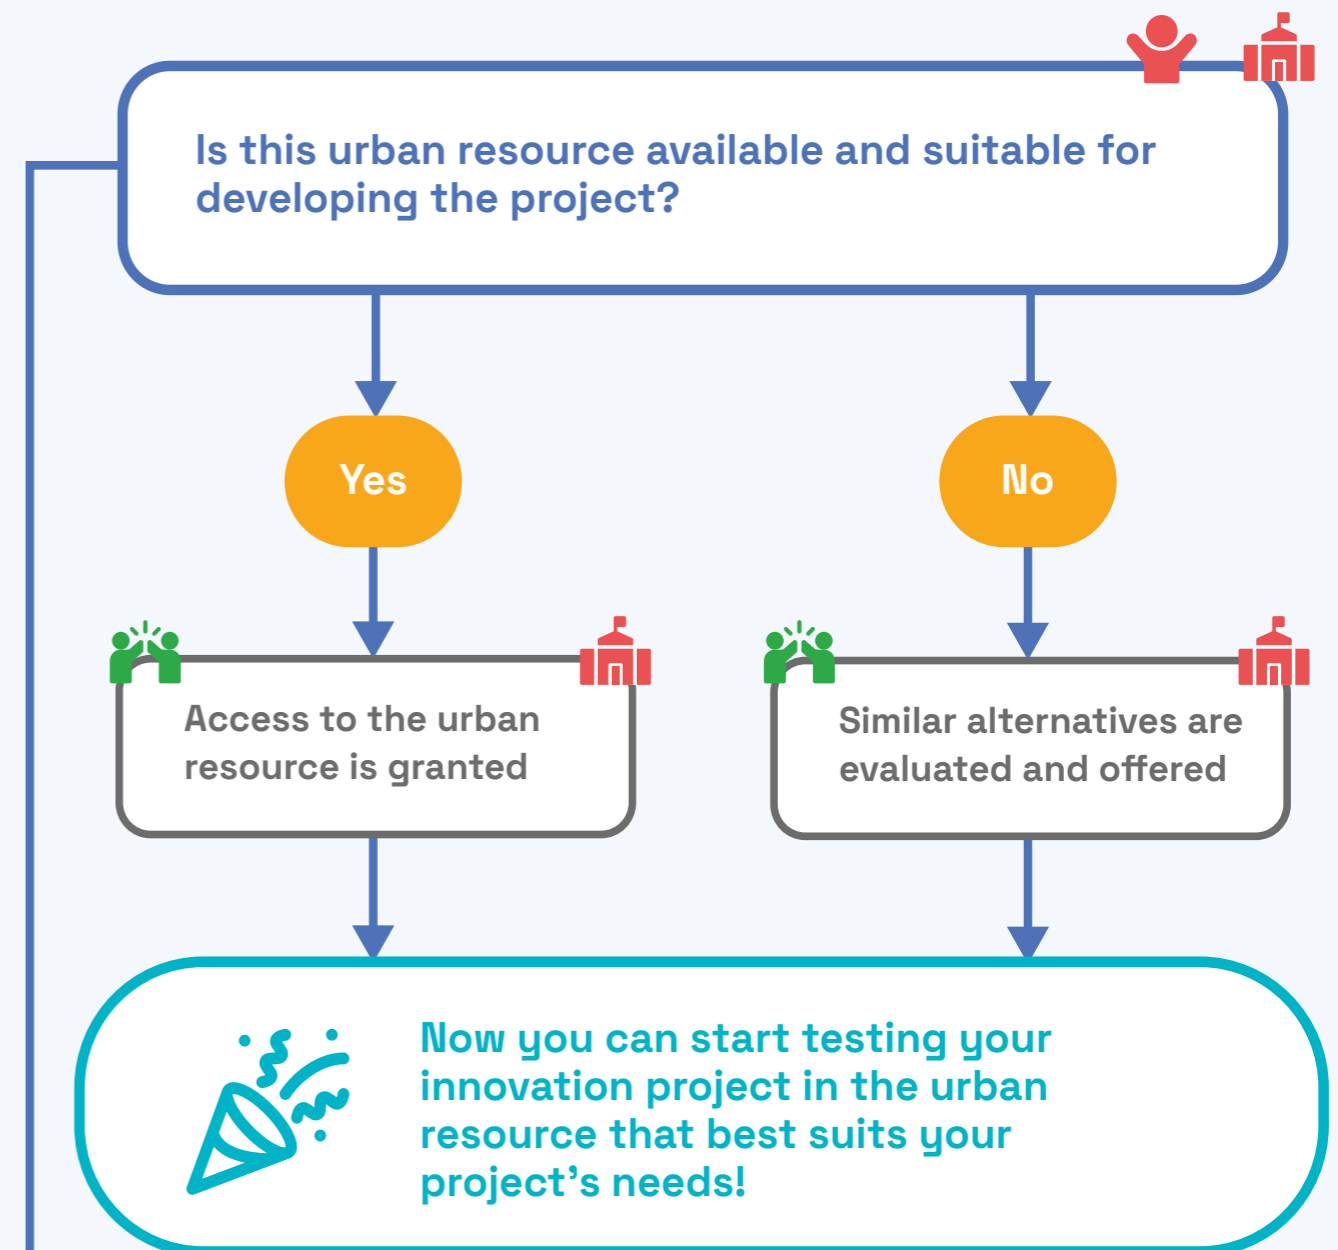 Is this urban resource available and suitable for
developing the project?
Yes
No
Access to the urban
resource is granted
Similar alternatives are
evaluated and offered
Now you can start testing your
innovation project in the urban
resource that best suits your
project’s needs!